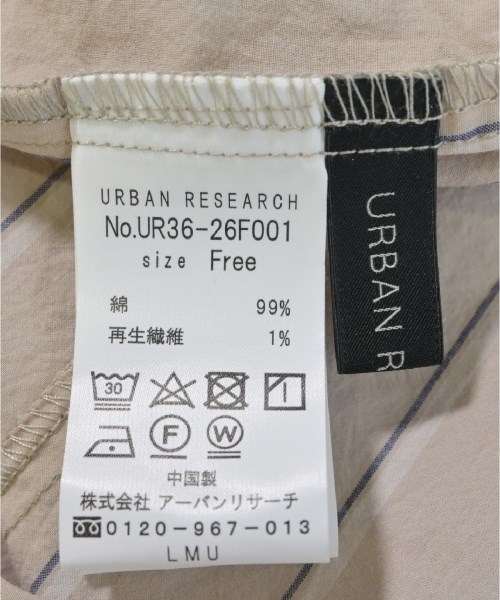 URBAN RESEARCH
No.UR36-26F001
size Free
綿 99%
再生繊維 1%
30
F W
中国製
株式会社 アーバンリサーチ
0120-967-013
LMU
URBAN R